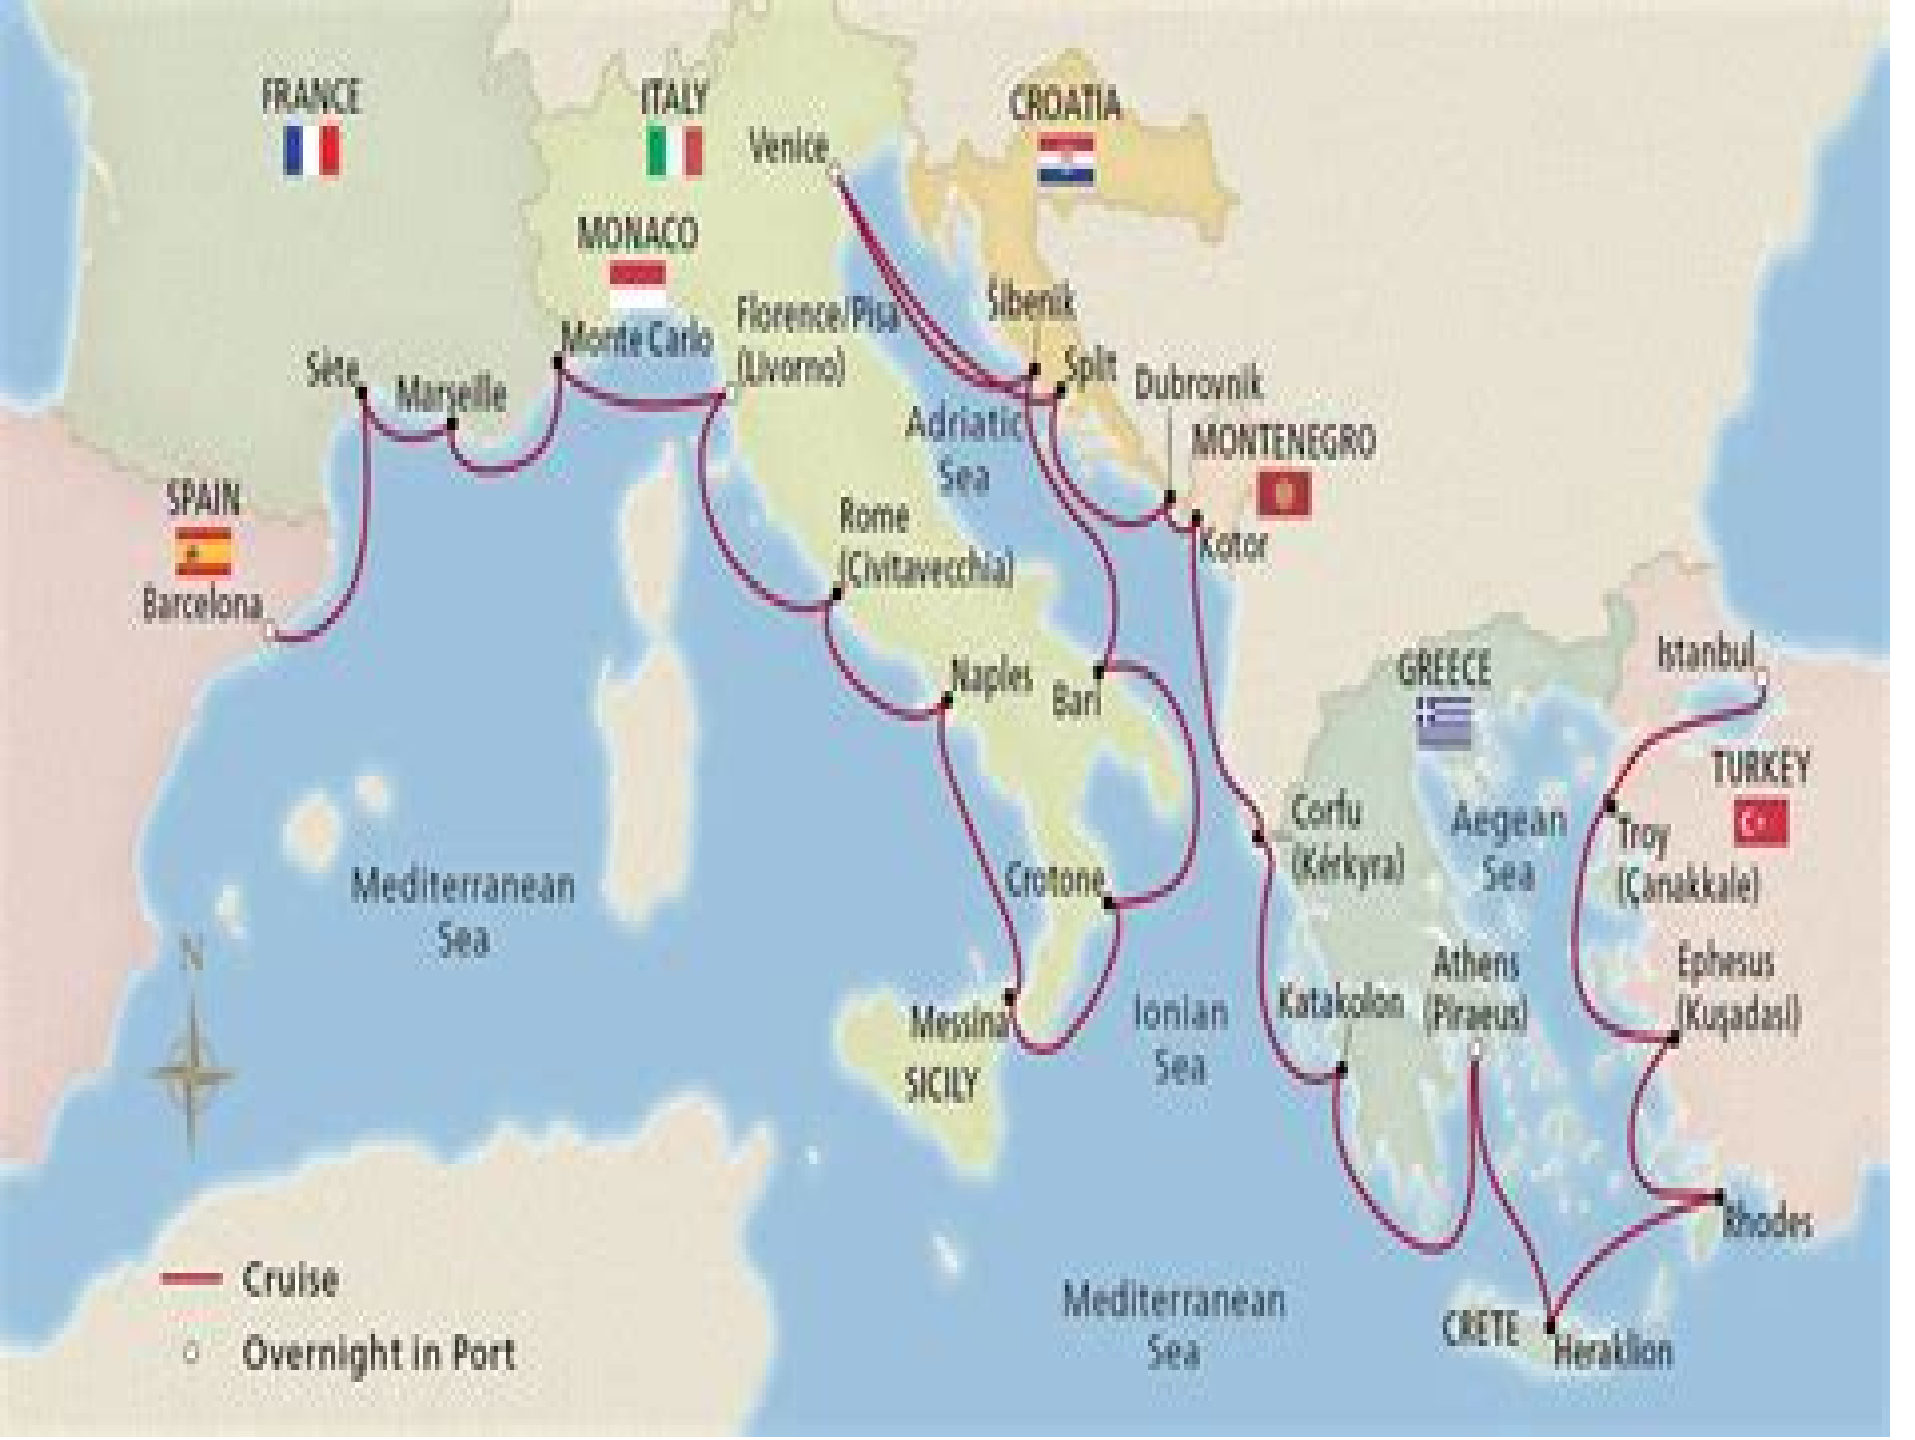 FRANCE
ITALY
CROATIA
Venice
MONACO
Šibenik
Florence/Pisa
(Livorno)
Monte Carlo
Sète
Marseille
Split
Dubrovnik
Adriatic
Sea
MONTENEGRO
SPAIN
Rome
(Civitavecchia)
Kotor
Barcelona
Istanbul
GREECE
Naples
Bari
TURKEY
Corfu
(Kérkyra)
Aegean
Sea
Troy
(Çanakkale)
Mediterranean
Sea
Crotone
N
Athens
(Piraeus)
Ephesus
(Kuşadasi)
Katakolon
Messina
SICILY
Ionian
Sea
Rhodes
Cruise
Overnight in Port
Mediterranean
Sea
CRETE
Heraklion